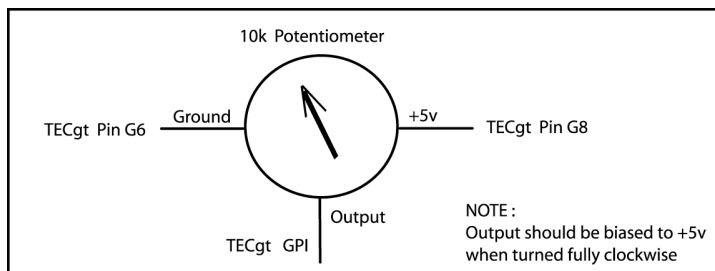 10k Potentiometer
TECgt Pin G6
Ground
+5v
TECgt Pin G8
Output
TECgt GPI
NOTE :
Output should be biased to +5v
when turned fully clockwise